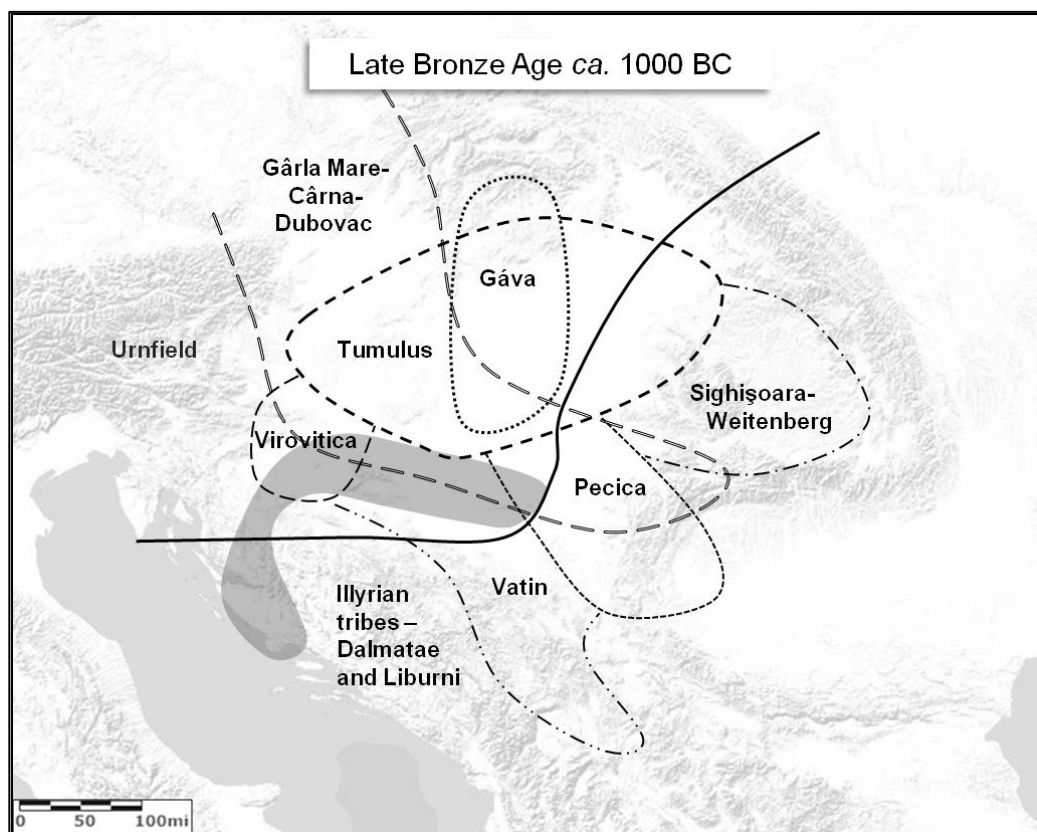 Late Bronze Age ca. 1000 BC
Gârla Mare-
Cârna-
Dubovac
Gáva
Urnfield
Tumulus
Sighişoara-
Weitenberg
Virovitica
Pecica
Vatin
Illyrian
tribes –
Dalmatae
and Liburni
0 50 100mi